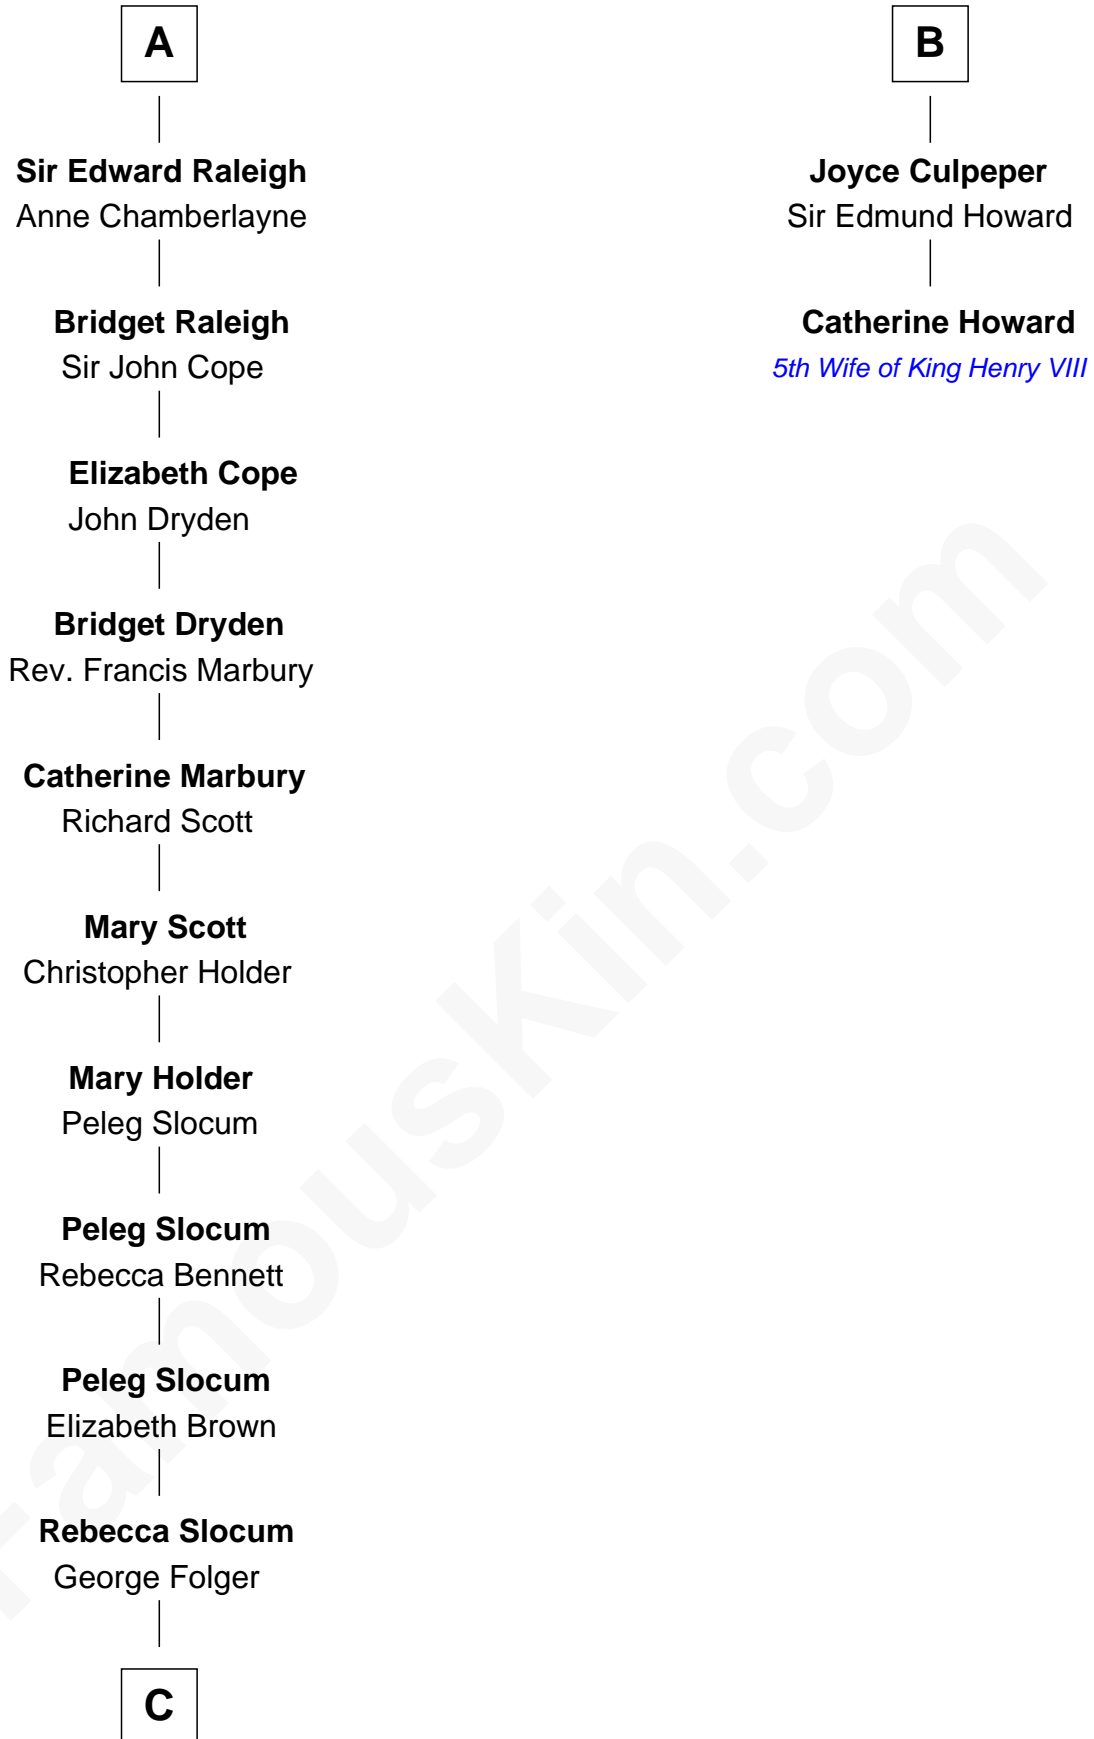 A
Sir Edward Raleigh
Anne Chamberlayne
Bridget Raleigh
Sir John Cope
Elizabeth Cope
John Dryden
Bridget Dryden
Rev. Francis Marbury
Catherine Marbury
Richard Scott
Mary Scott
Christopher Holder
Mary Holder
Peleg Slocum
Peleg Slocum
Rebecca Bennett
Peleg Slocum
Elizabeth Brown
Rebecca Slocum
George Folger
C
B
Joyce Culpeper
Sir Edmund Howard
Catherine Howard
5th Wife of King Henry VIII
FamousKin.com